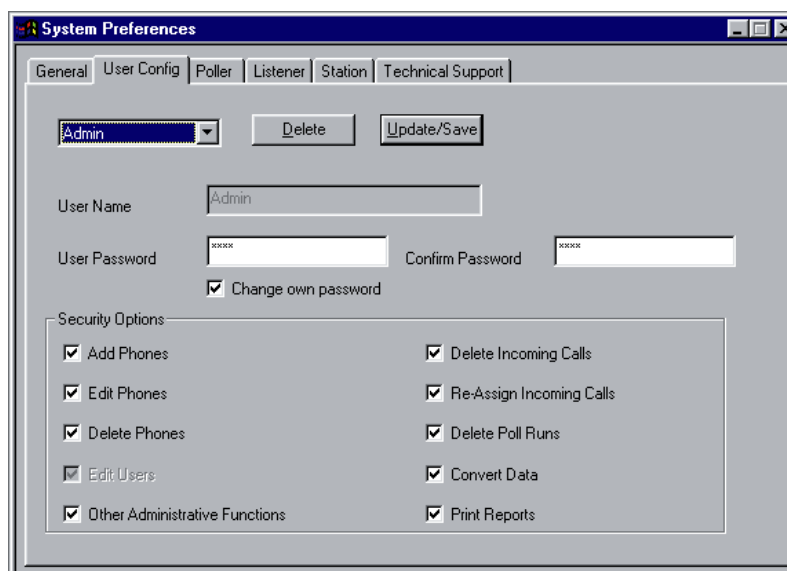 System Preferences
General User Config Poller Listener Station Technical Support
Admin Delete Update/Save
User Name Admin
User Password **** Confirm Password ****
Change own password
Security Options
Add Phones Delete Incoming Calls
Edit Phones Re-Assign Incoming Calls
Delete Phones Delete Poll Runs
Edit Users Convert Data
Other Administrative Functions Print Reports